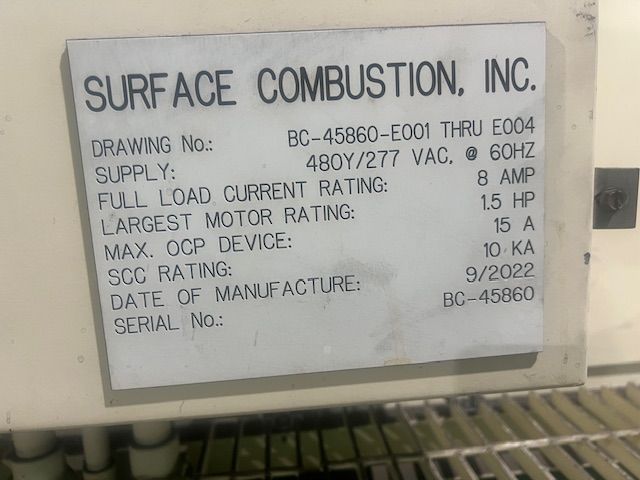 SURFACE COMBUSTION, INC.
DRAWING No.: BC-45860-E001 THRU E004
SUPPLY: 480Y/277 VAC, @ 60HZ
FULL LOAD CURRENT RATING: 8 AMP
LARGEST MOTOR RATING: 1.5 HP
MAX. OCP DEVICE: 15 A
SCC RATING: 10 KA
DATE OF MANUFACTURE: 9/2022
SERIAL No.: BC-45860